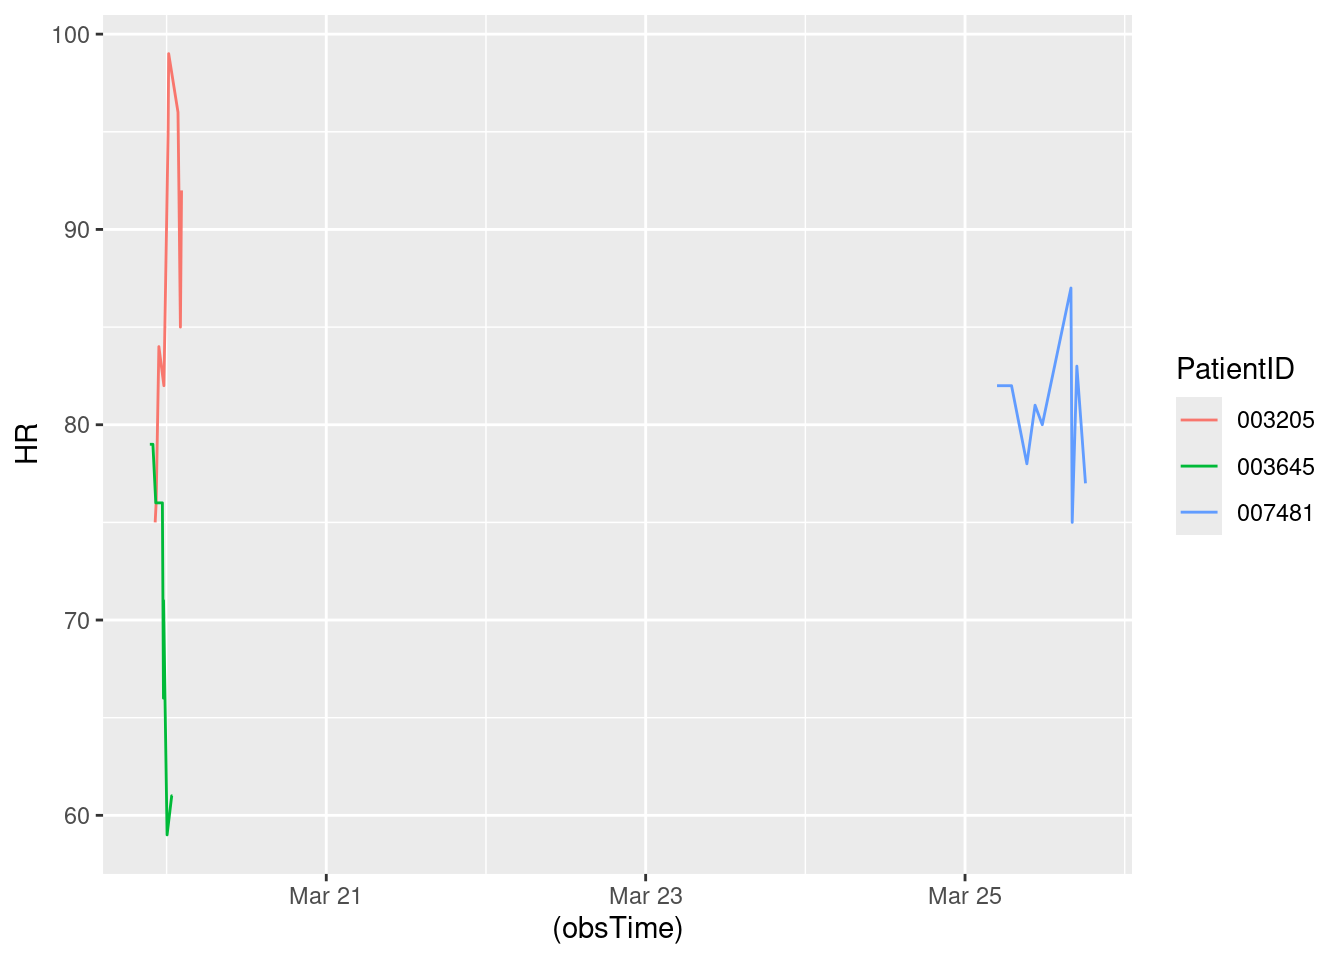 100
90
80
70
60
HR
Mar 21
Mar 23
Mar 25
(obsTime)
PatientID
003205
003645
007481